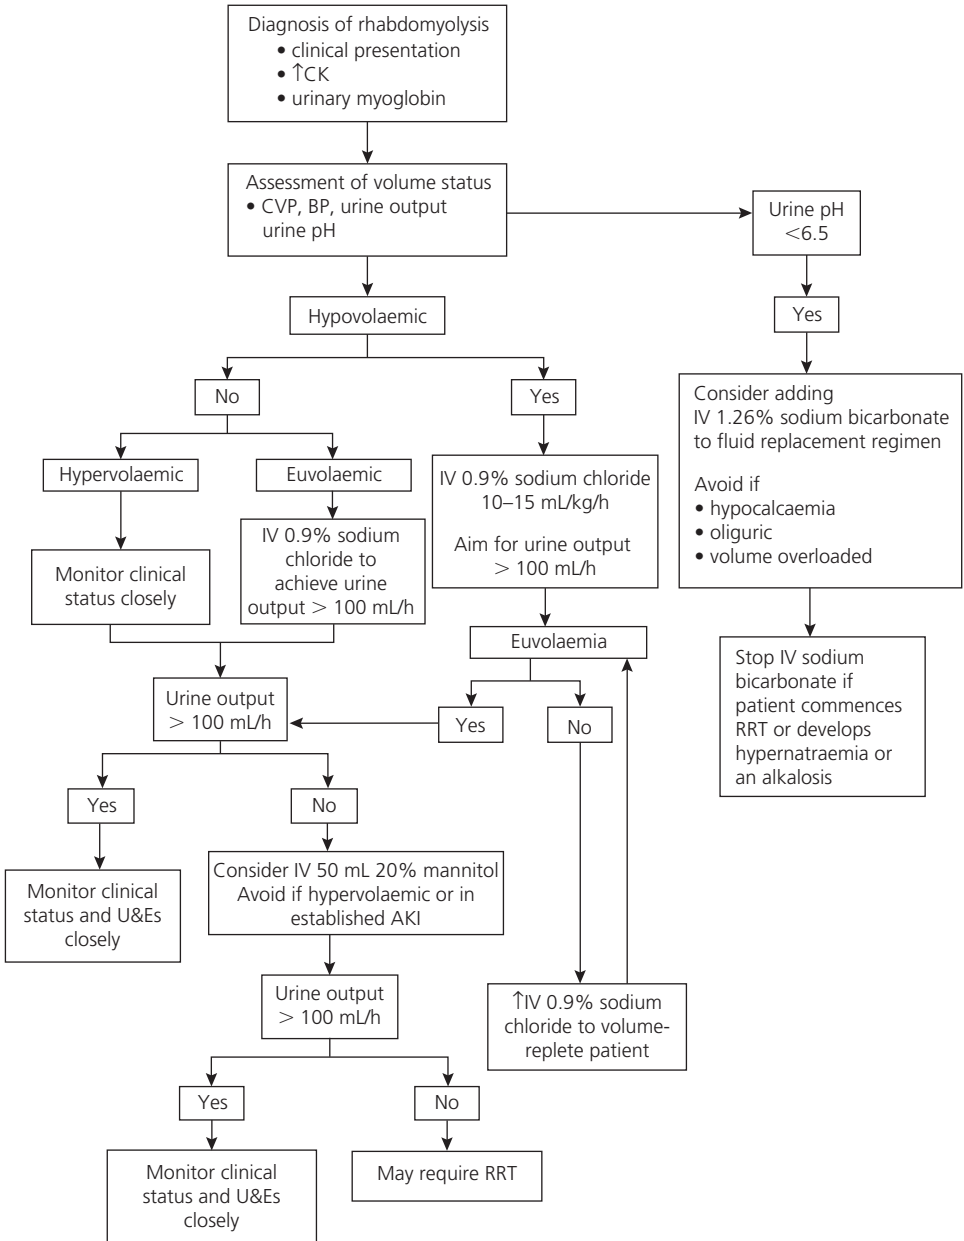 Diagnosis of rhabdomyolysis
• clinical presentation
• ↑CK
• urinary myoglobin
Assessment of volume status
• CVP, BP, urine output
urine pH
Urine pH
<6.5
Hypovolaemic
Yes
No
Yes
Consider adding
IV 1.26% sodium bicarbonate
to fluid replacement regimen
Avoid if
• hypocalcaemia
• oliguric
• volume overloaded
Hypervolaemic
Euvolaemic
IV 0.9% sodium chloride
10–15 mL/kg/h
Aim for urine output
> 100 mL/h
Monitor clinical
status closely
IV 0.9% sodium
chloride to
achieve urine
output > 100 mL/h
Euvolaemia
Stop IV sodium
bicarbonate if
patient commences
RRT or develops
hypernatraemia or
an alkalosis
Urine output
> 100 mL/h
Yes
No
Yes
No
Monitor clinical
status and U&Es
closely
Consider IV 50 mL 20% mannitol
Avoid if hypervolaemic or in
established AKI
Urine output
> 100 mL/h
↑IV 0.9% sodium
chloride to volume-
replete patient
Yes
No
Monitor clinical
status and U&Es
closely
May require RRT